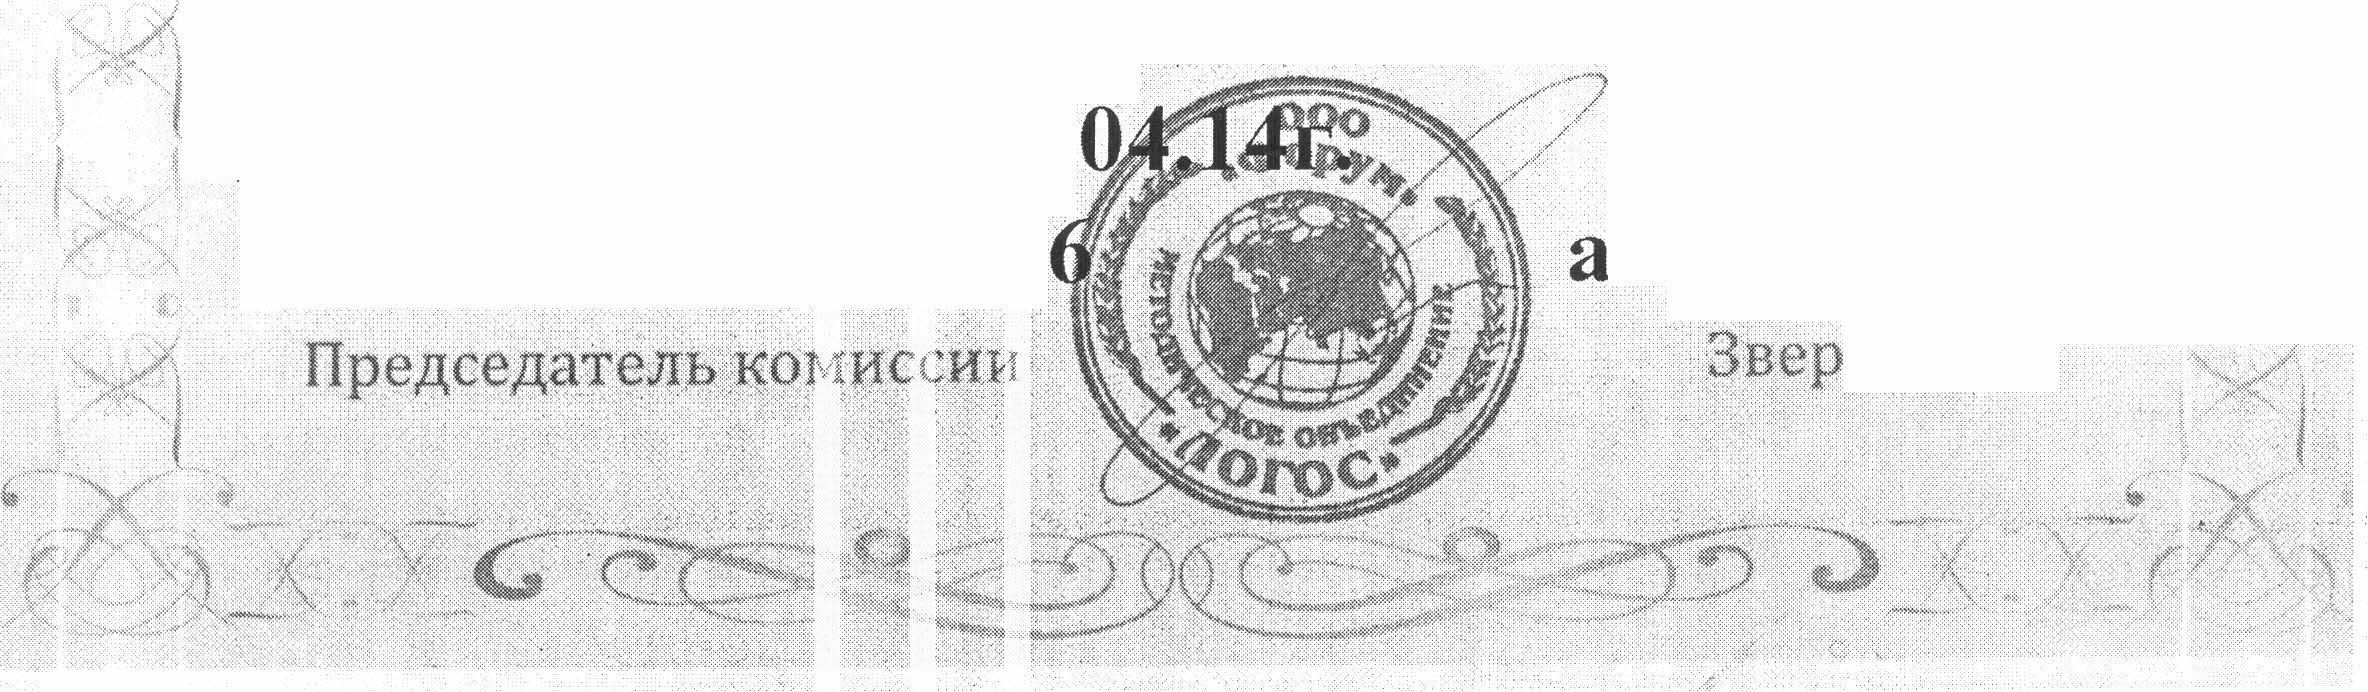 04.14г.
ООО
«Форум»
6
а
МЕТОДИЧЕСКОЕ ОБЪЕДИНЕНИЕ
«ЛОГОС»
Председатель комиссии
Звер